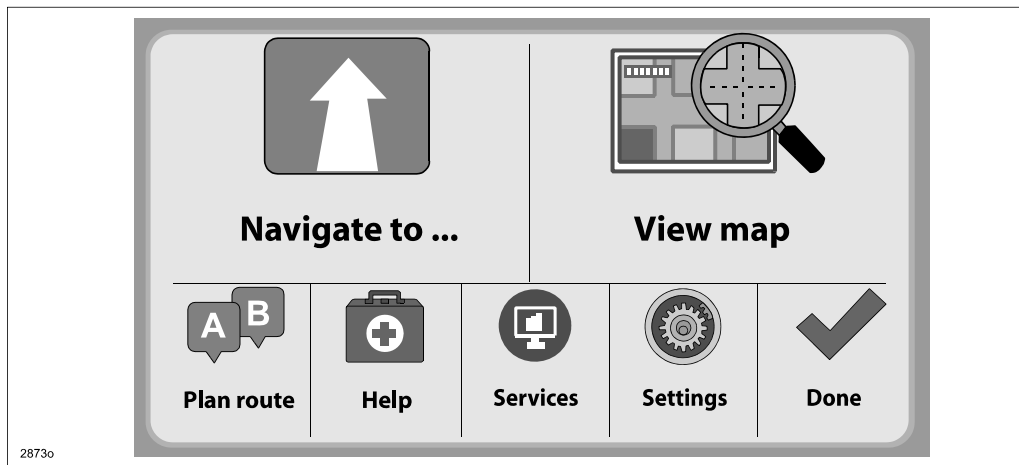 Navigate to ...
View map
A
B
Plan route
Help
Services
Settings
Done
2873o